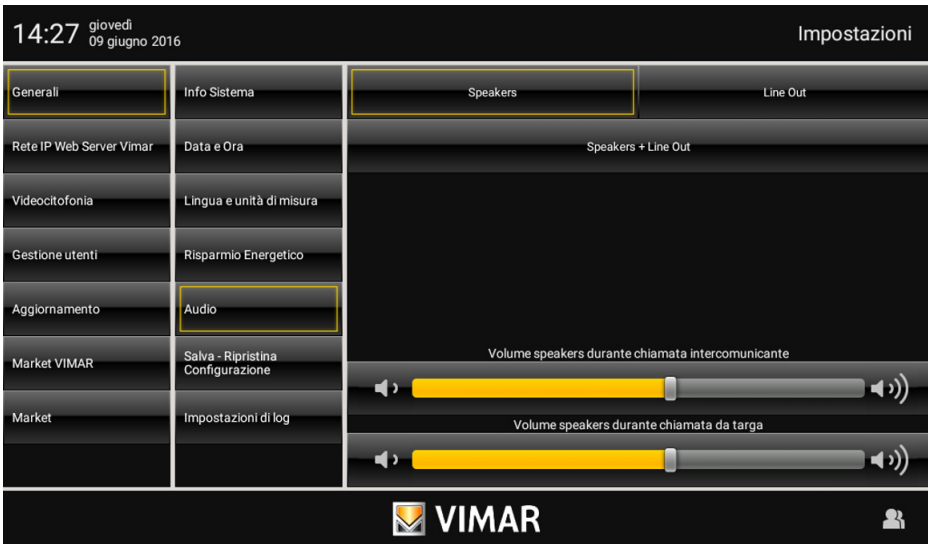 14:27
giovedì
09 giugno 2016
Impostazioni
Generali
Rete IP Web Server Vimar
Videocitofonia
Gestione utenti
Aggiornamento
Market VIMAR
Market
Info Sistema
Data e Ora
Lingua e unità di misura
Risparmio Energetico
Audio
Salva - Ripristina
Configurazione
Impostazioni di log
Speakers
Line Out
Speakers + Line Out
Volume speakers durante chiamata intercomunicante
Volume speakers durante chiamata da targa
VIMAR